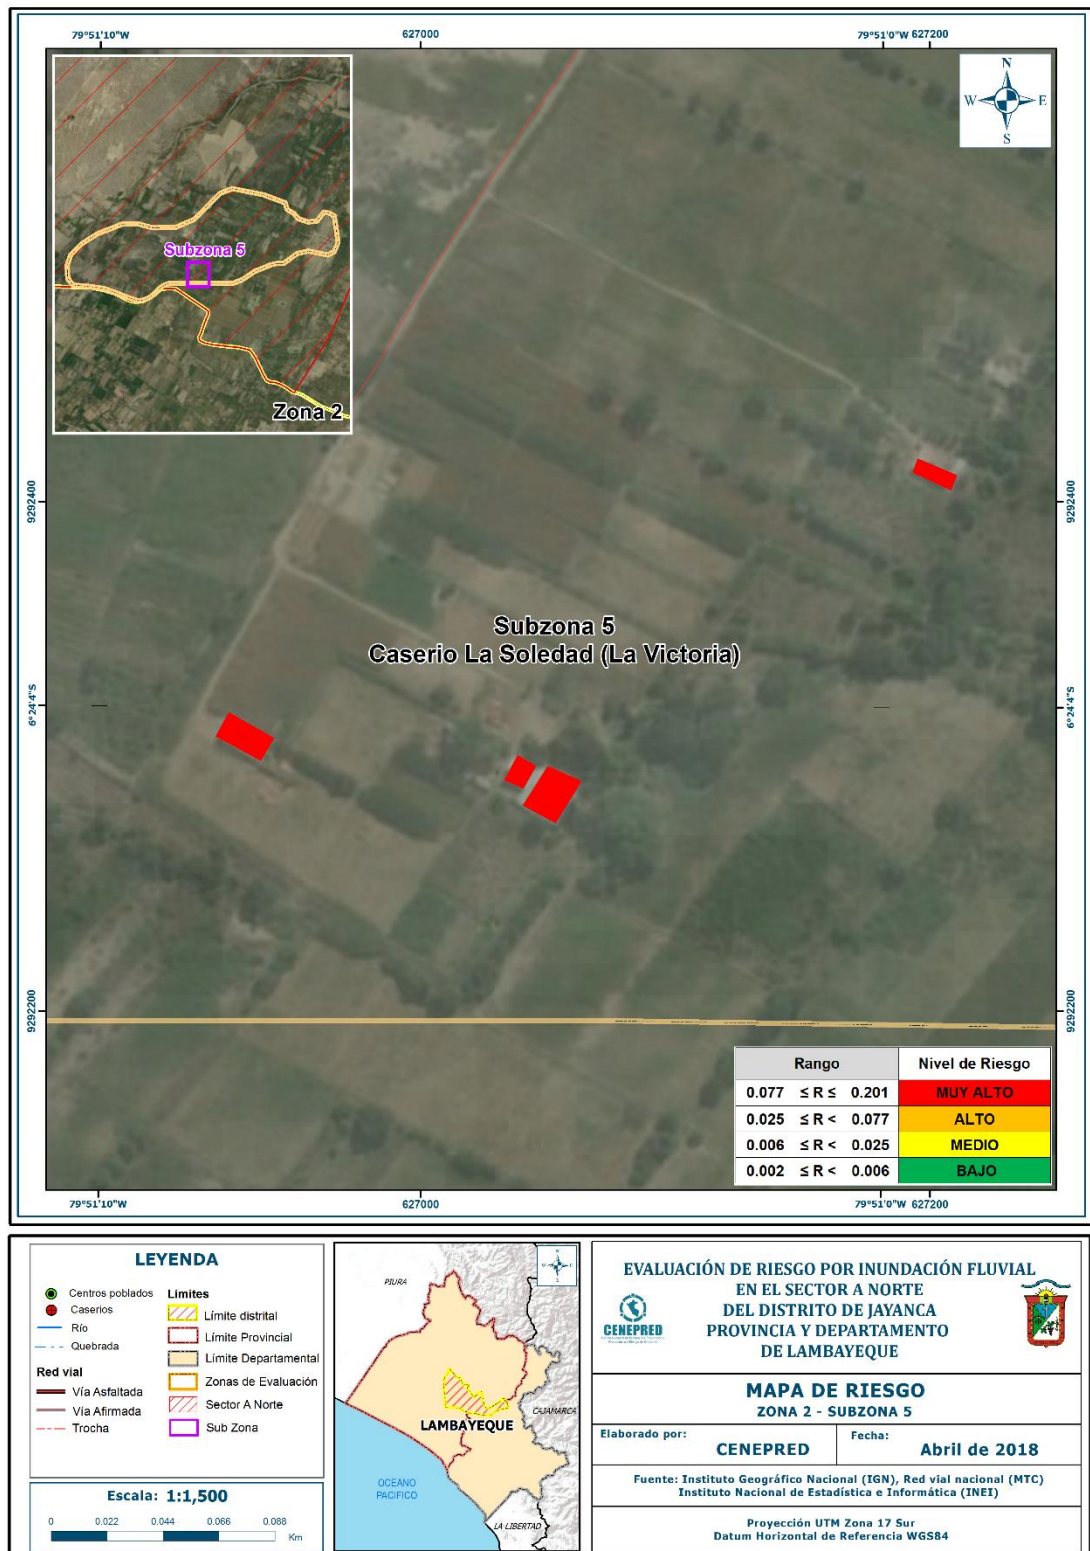 79°51'10"W
627000
79°51'0"W
627200
N
W
E
S
Subzona 5
Zona 2
9292400
9292400
Subzona 5
Caserio La Soledad (La Victoria)
6°24'4"S
6°24'4"S
9292200
9292200
Rango
Nivel de Riesgo
0.077 ≤ R ≤ 0.201
MUY ALTO
0.025 ≤ R < 0.077
ALTO
0.006 ≤ R < 0.025
MEDIO
0.002 ≤ R < 0.006
BAJO
79°51'10"W
627000
79°51'0"W
627200
LEYENDA
Centros poblados
Caserios
Río
Quebrada
Red vial
Vía Asfaltada
Vía Afirmada
Trocha
Límites
Límite distrital
Límite Provincial
Límite Departamental
Zonas de Evaluación
Sector A Norte
Sub Zona
Escala: 1:1,500
0 0.022 0.044 0.066 0.088
Km
PIURA
CAJAMARCA
LAMBAYEQUE
OCEANO
PACIFICO
LA LIBERTAD
EVALUACIÓN DE RIESGO POR INUNDACIÓN FLUVIAL
EN EL SECTOR A NORTE
DEL DISTRITO DE JAYANCA
PROVINCIA Y DEPARTAMENTO
DE LAMBAYEQUE
CENEPRED
MAPA DE RIESGO
ZONA 2 - SUBZONA 5
Elaborado por:
CENEPRED
Fecha:
Abril de 2018
Fuente: Instituto Geográfico Nacional (IGN), Red vial nacional (MTC)
Instituto Nacional de Estadística e Informática (INEI)
Proyección UTM Zona 17 Sur
Datum Horizontal de Referencia WGS84